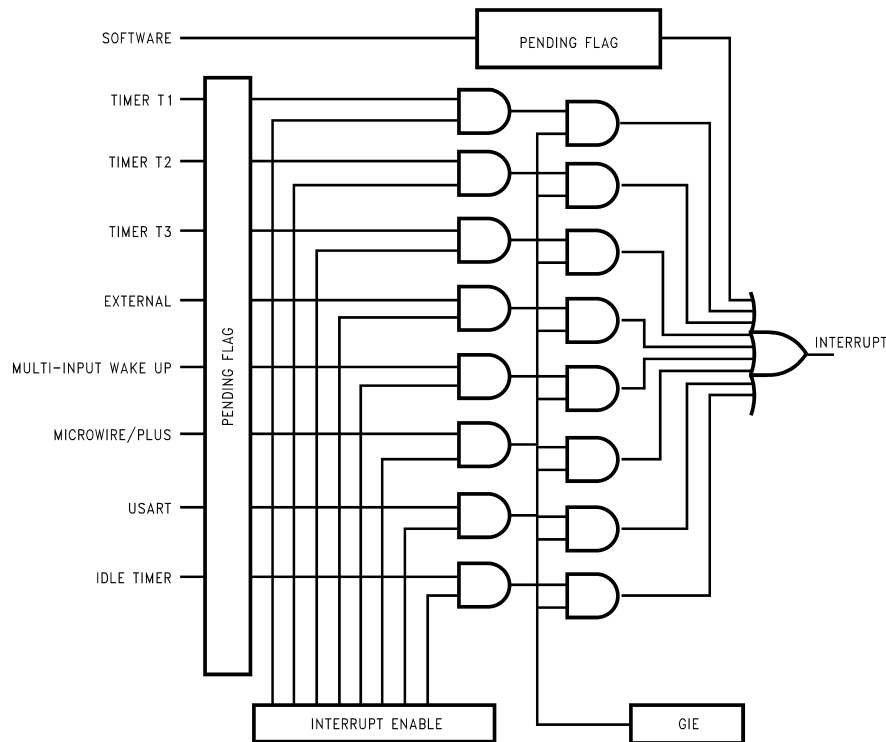 SOFTWARE
PENDING FLAG
TIMER T1
TIMER T2
TIMER T3
EXTERNAL
MULTI-INPUT WAKE UP
MICROWIRE/PLUS
USART
IDLE TIMER
PENDING FLAG
INTERRUPT
INTERRUPT ENABLE
GIE